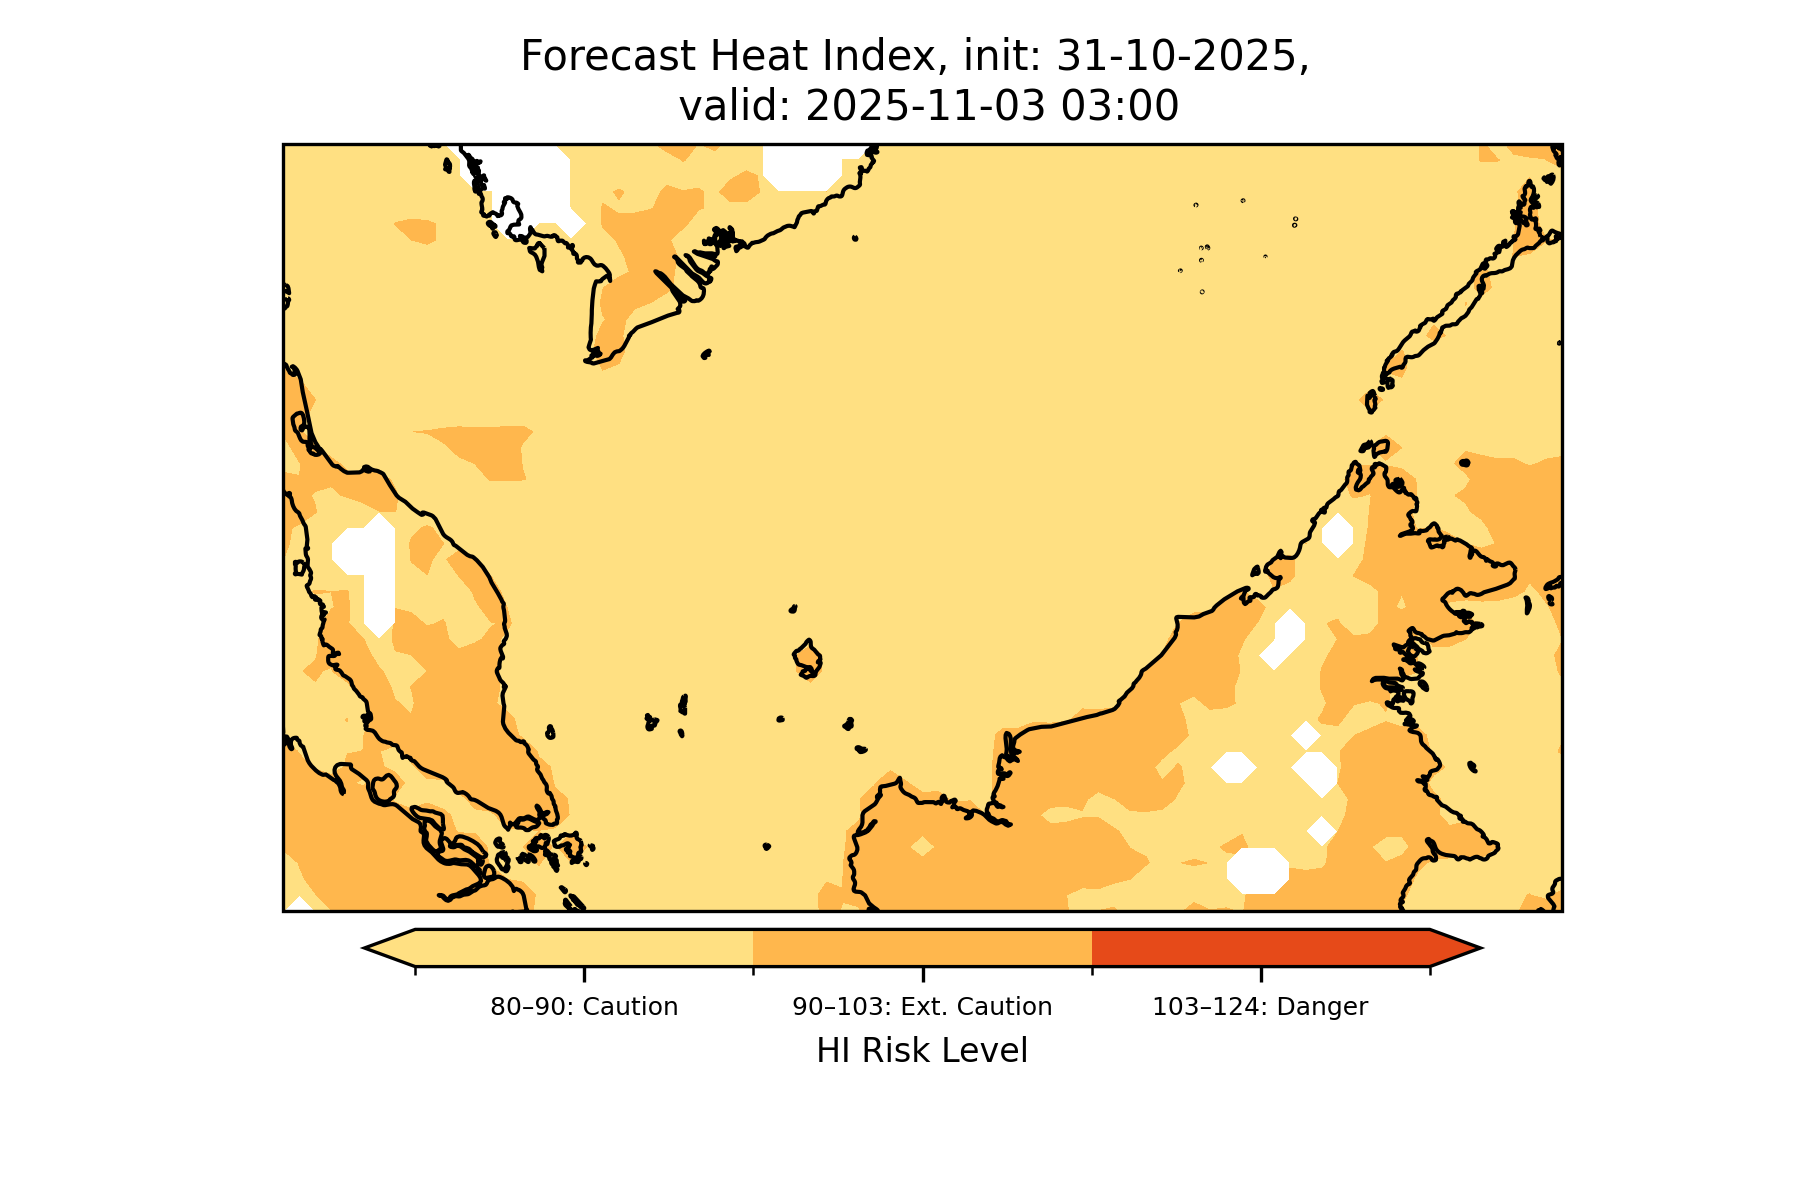 Forecast Heat Index, init: 31-10-2025,
valid: 2025-11-03 03:00
80–90: Caution
90–103: Ext. Caution
103–124: Danger
HI Risk Level